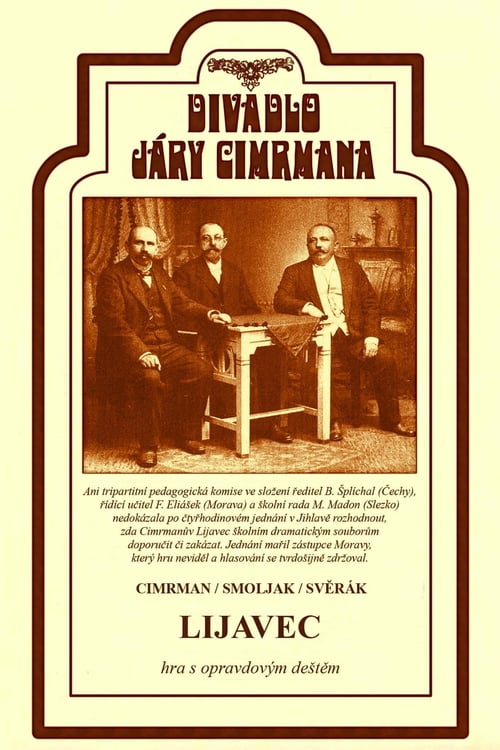 DIVADLO
JÁRY CIMRMANA
Ani tripartitní pedagogická komise ve složení ředitel B. Šplíchal (Čechy),
řídící učitel F. Eliášek (Morava) a školní rada M. Madon (Slezko)
nedokázala po čtyřhodinovém jednání v Jihlavě rozhodnout,
zda Cimrmanův Lijavec školním dramatickým souborům
doporučit či zakázat. Jednání mařil zástupce Moravy,
který hru neviděl a hlasování se tvrdošijně zdržoval.
CIMRMAN / SMOLJAK / SVĚRÁK
LIJAVEC
hra s opravdovým deštěm